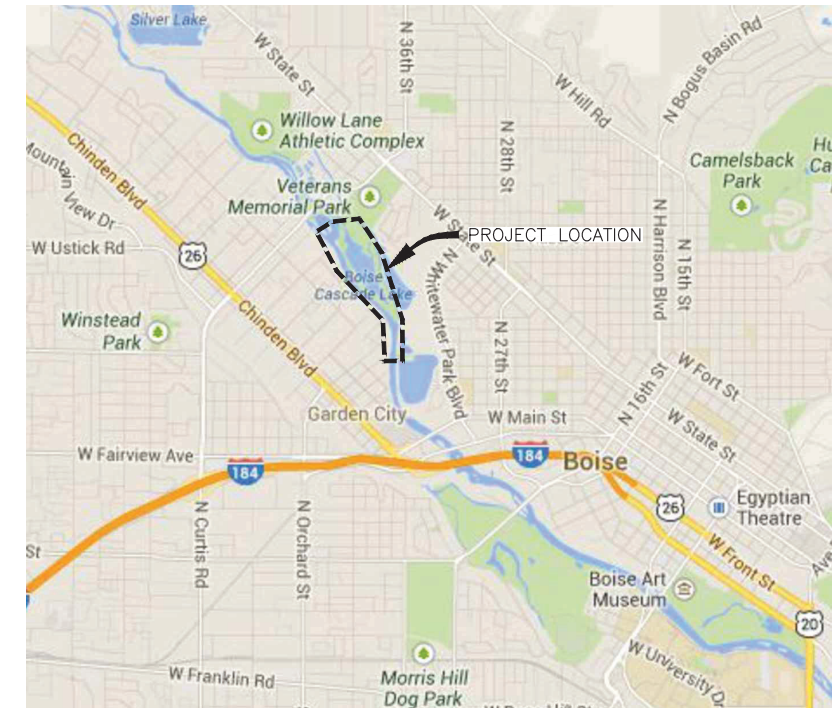 Silver Lake
W State St
N 36th St
N Bogus Basin Rd
W Hill Rd
Willow Lane
Athletic Complex
N 28th St
Chinden Blvd
Mountain View Dr
Camelsback
Park
Veterans
Memorial Park
W State St
PROJECT LOCATION
N Harrison Blvd
N 15th St
W Ustick Rd
26
Boise
Cascade Lake
N Whitewater Park Blvd
Winstead
Park
Chinden Blvd
N 27th St
N 16th St
W Fort St
Garden City
W Main St
W State St
W Fairview Ave
184
184
Boise
26
Egyptian
Theatre
N Curtis Rd
N Orchard St
W Front St
St
Boise Art
Museum
20
W University Dr
W Franklin Rd
Morris Hill
Dog Park